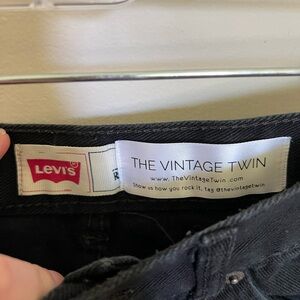 Levi's
THE VINTAGE TWIN
www.TheVintageTwin.com
Show us how you rock it, tag @thevintagetwin